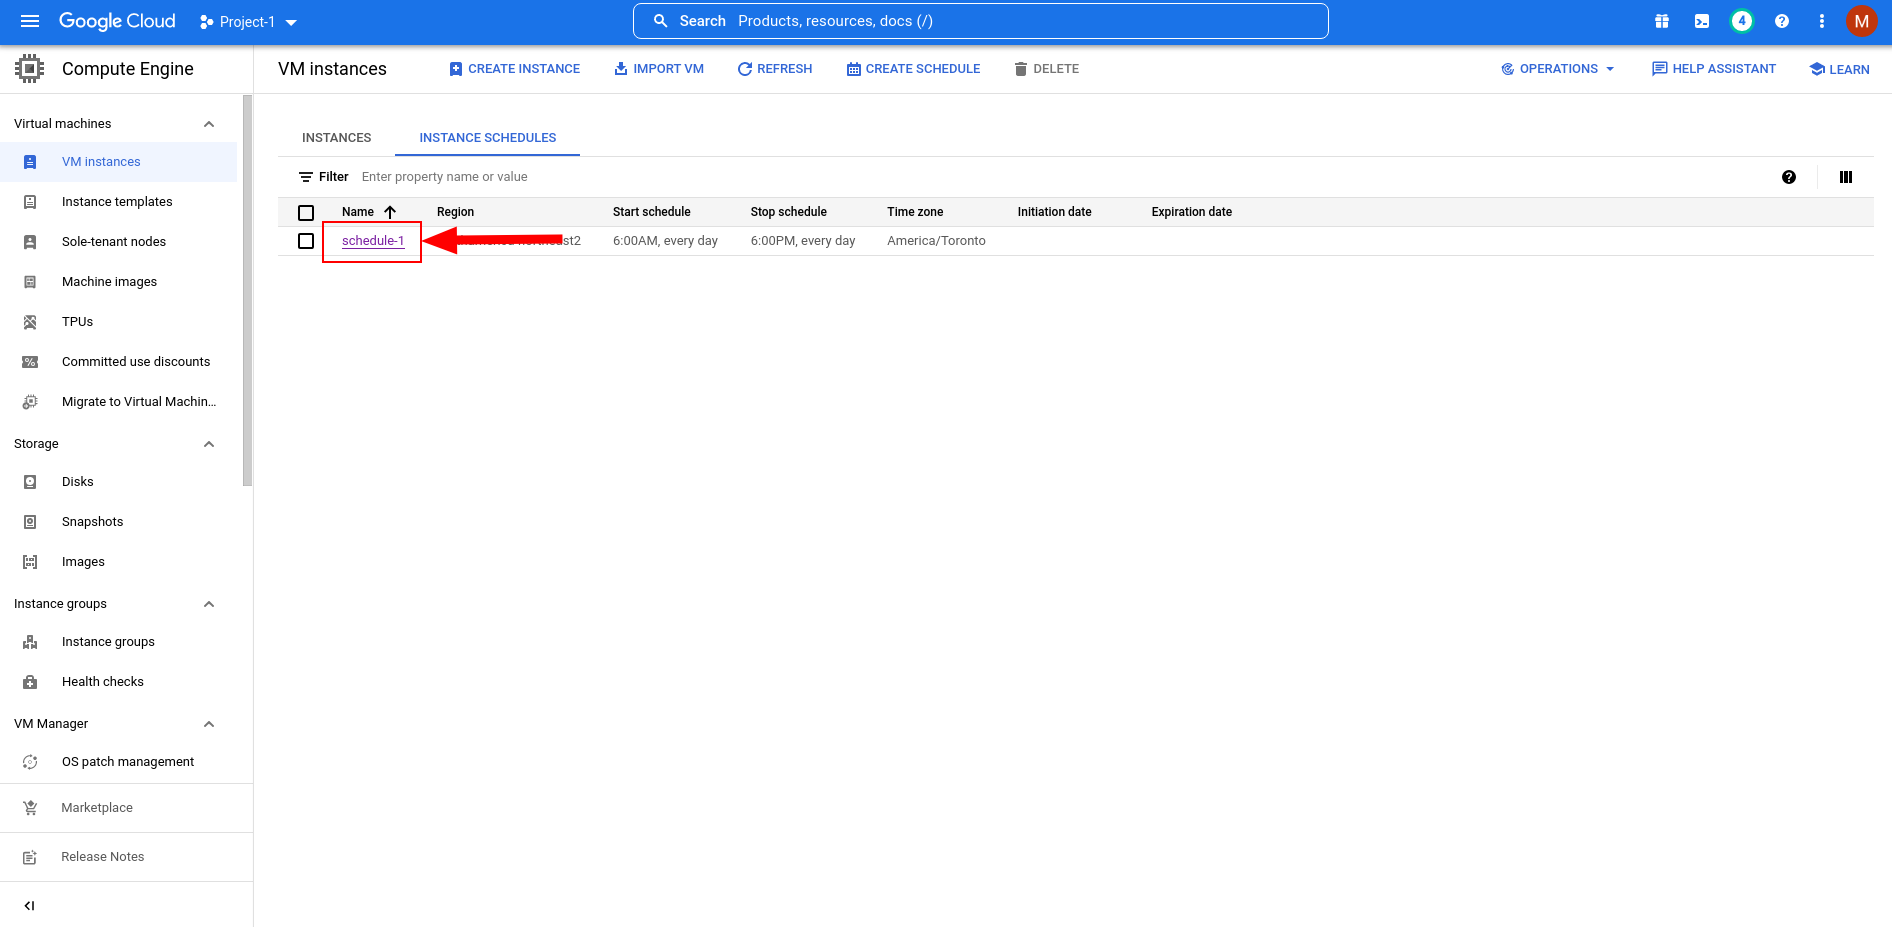 Google Cloud Project-1 Search Products, resources, docs (/) 4 M
Compute Engine
VM instances CREATE INSTANCE IMPORT VM REFRESH CREATE SCHEDULE DELETE OPERATIONS HELP ASSISTANT LEARN
Virtual machines
VM instances
Instance templates
Sole-tenant nodes
Machine images
TPUs
Committed use discounts
Migrate to Virtual Machin...
Storage
Disks
Snapshots
Images
Instance groups
Instance groups
Health checks
VM Manager
OS patch management
Marketplace
Release Notes
INSTANCES INSTANCE SCHEDULES
Filter Enter property name or value
Name Region Start schedule Stop schedule Time zone Initiation date Expiration date
schedule-1 6:00AM, every day 6:00PM, every day America/Toronto